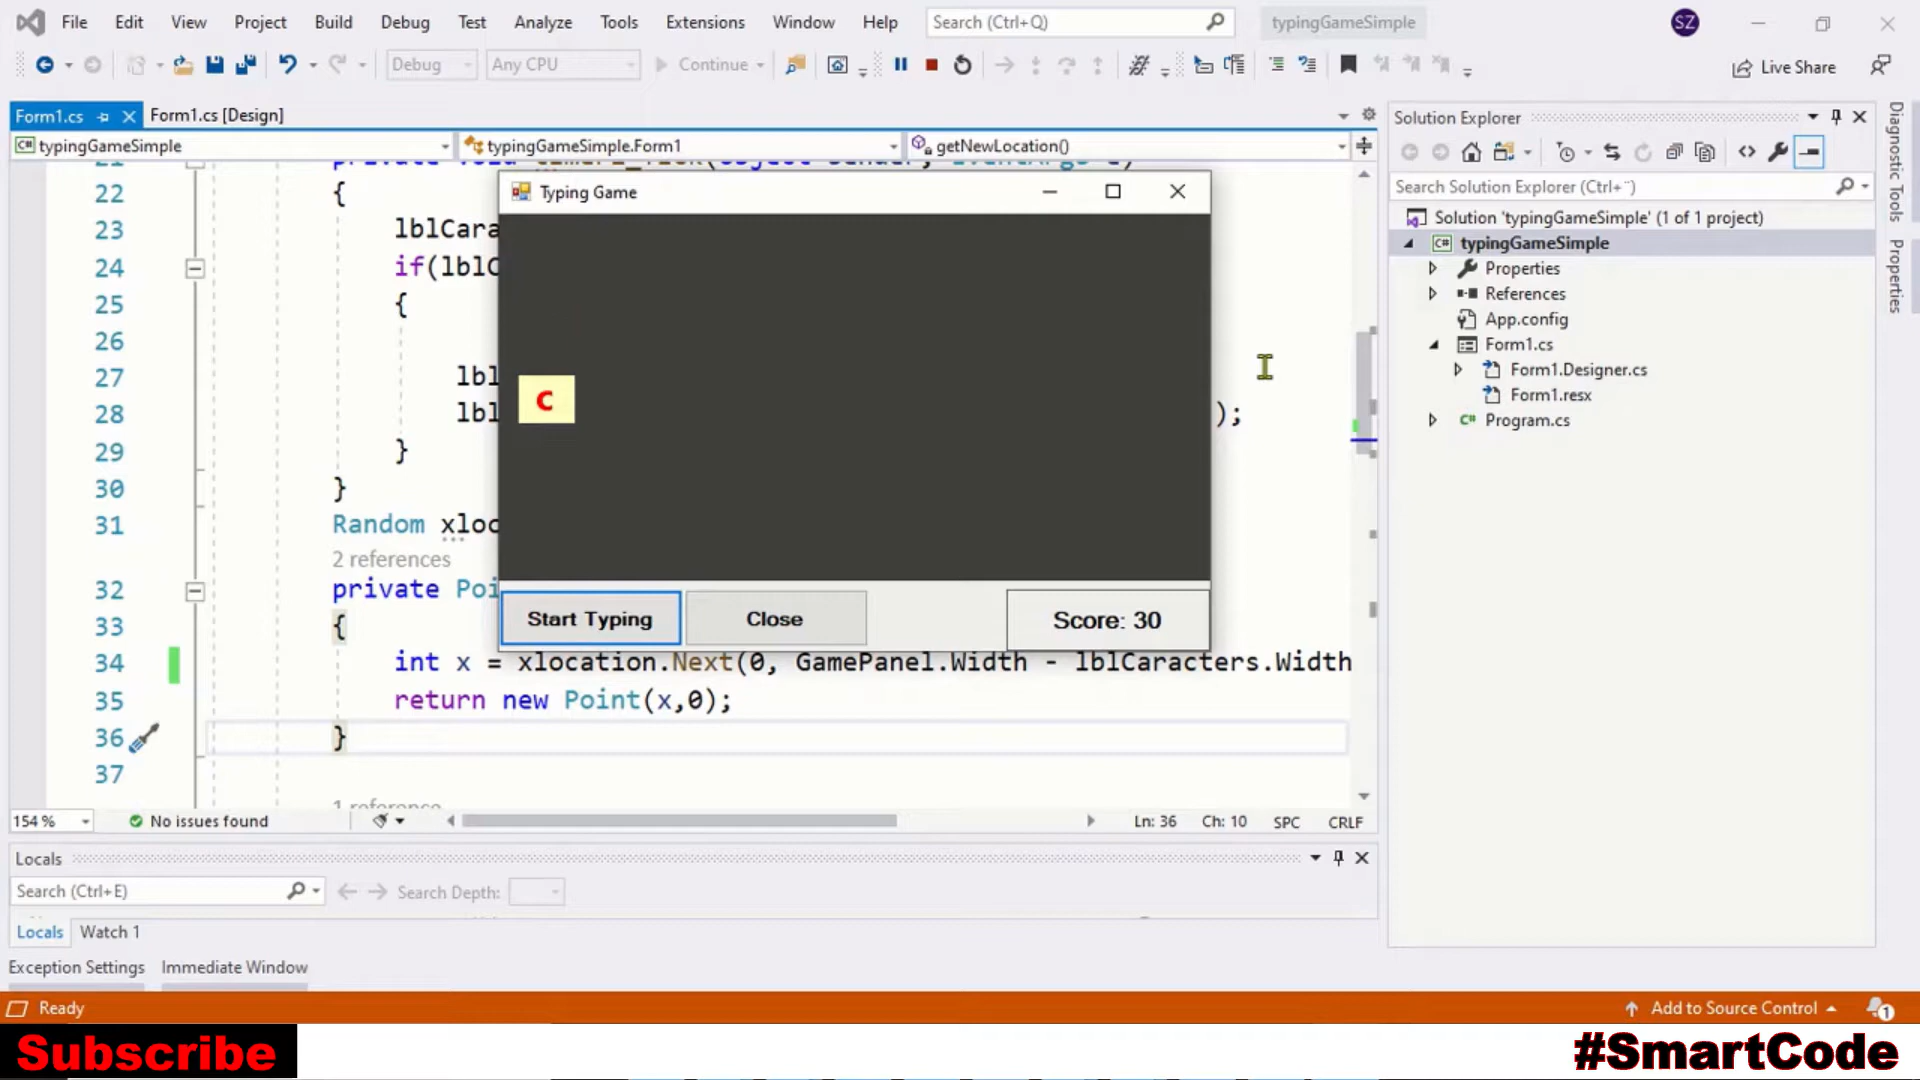 File Edit View Project Build Debug Test Analyze Tools Extensions Window Help Search (Ctrl+Q) typingGameSimple SZ
Debug Any CPU Continue Live Share
Form1.cs Form1.cs [Design]
typingGameSimple typingGameSimple.Form1 getNewLocation()
22 {
23 lblCara
24 if(lblC
25 {
26
27 lbl
28 lbl );
29 }
30 }
31 Random xloc
2 references
32 private Poi
33 {
34 int x = xlocation.Next(0, GamePanel.Width - lblCaracters.Width
35 return new Point(x,0);
36 }
37
1 reference
Typing Game
c
Start Typing Close Score: 30
154 % No issues found Ln: 36 Ch: 10 SPC CRLF
Locals
Search (Ctrl+E) Search Depth:
Locals Watch 1
Exception Settings Immediate Window
Solution Explorer
Search Solution Explorer (Ctrl+¨)
Solution 'typingGameSimple' (1 of 1 project)
C# typingGameSimple
Properties
References
App.config
Form1.cs
Form1.Designer.cs
Form1.resx
C# Program.cs
Diagnostic Tools
Properties
Ready Add to Source Control 1
Subscribe #SmartCode